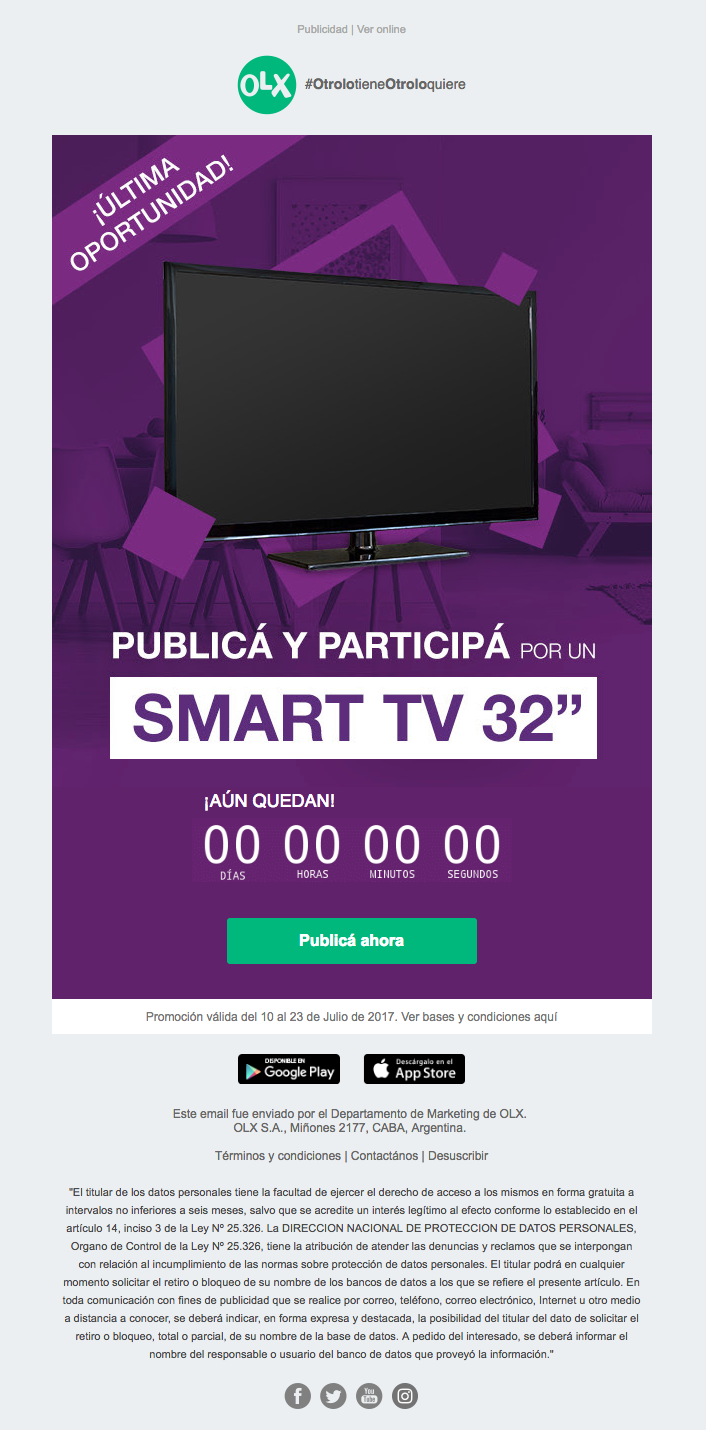 Publicidad | Ver online
OLX #OtrolotieneOtroloquiere
¡ÚLTIMA
OPORTUNIDAD!
PUBLICÁ Y PARTICIPÁ POR UN
SMART TV 32”
¡AÚN QUEDAN!
00 00 00 00
DÍAS HORAS MINUTOS SEGUNDOS
Publicá ahora
Promoción válida del 10 al 23 de Julio de 2017. Ver bases y condiciones aquí
DISPONIBLE EN
Google Play
Descárgalo en el
App Store
Este email fue enviado por el Departamento de Marketing de OLX.
OLX S.A., Miñones 2177, CABA, Argentina.
Términos y condiciones | Contactános | Desuscribir
"El titular de los datos personales tiene la facultad de ejercer el derecho de acceso a los mismos en forma gratuita a
intervalos no inferiores a seis meses, salvo que se acredite un interés legítimo al efecto conforme lo establecido en el
artículo 14, inciso 3 de la Ley Nº 25.326. La DIRECCION NACIONAL DE PROTECCION DE DATOS PERSONALES,
Organo de Control de la Ley Nº 25.326, tiene la atribución de atender las denuncias y reclamos que se interpongan
con relación al incumplimiento de las normas sobre protección de datos personales. El titular podrá en cualquier
momento solicitar el retiro o bloqueo de su nombre de los bancos de datos a los que se refiere el presente artículo. En
toda comunicación con fines de publicidad que se realice por correo, teléfono, correo electrónico, Internet u otro medio
a distancia a conocer, se deberá indicar, en forma expresa y destacada, la posibilidad del titular del dato de solicitar el
retiro o bloqueo, total o parcial, de su nombre de la base de datos. A pedido del interesado, se deberá informar el
nombre del responsable o usuario del banco de datos que proveyó la información."
You
Tube